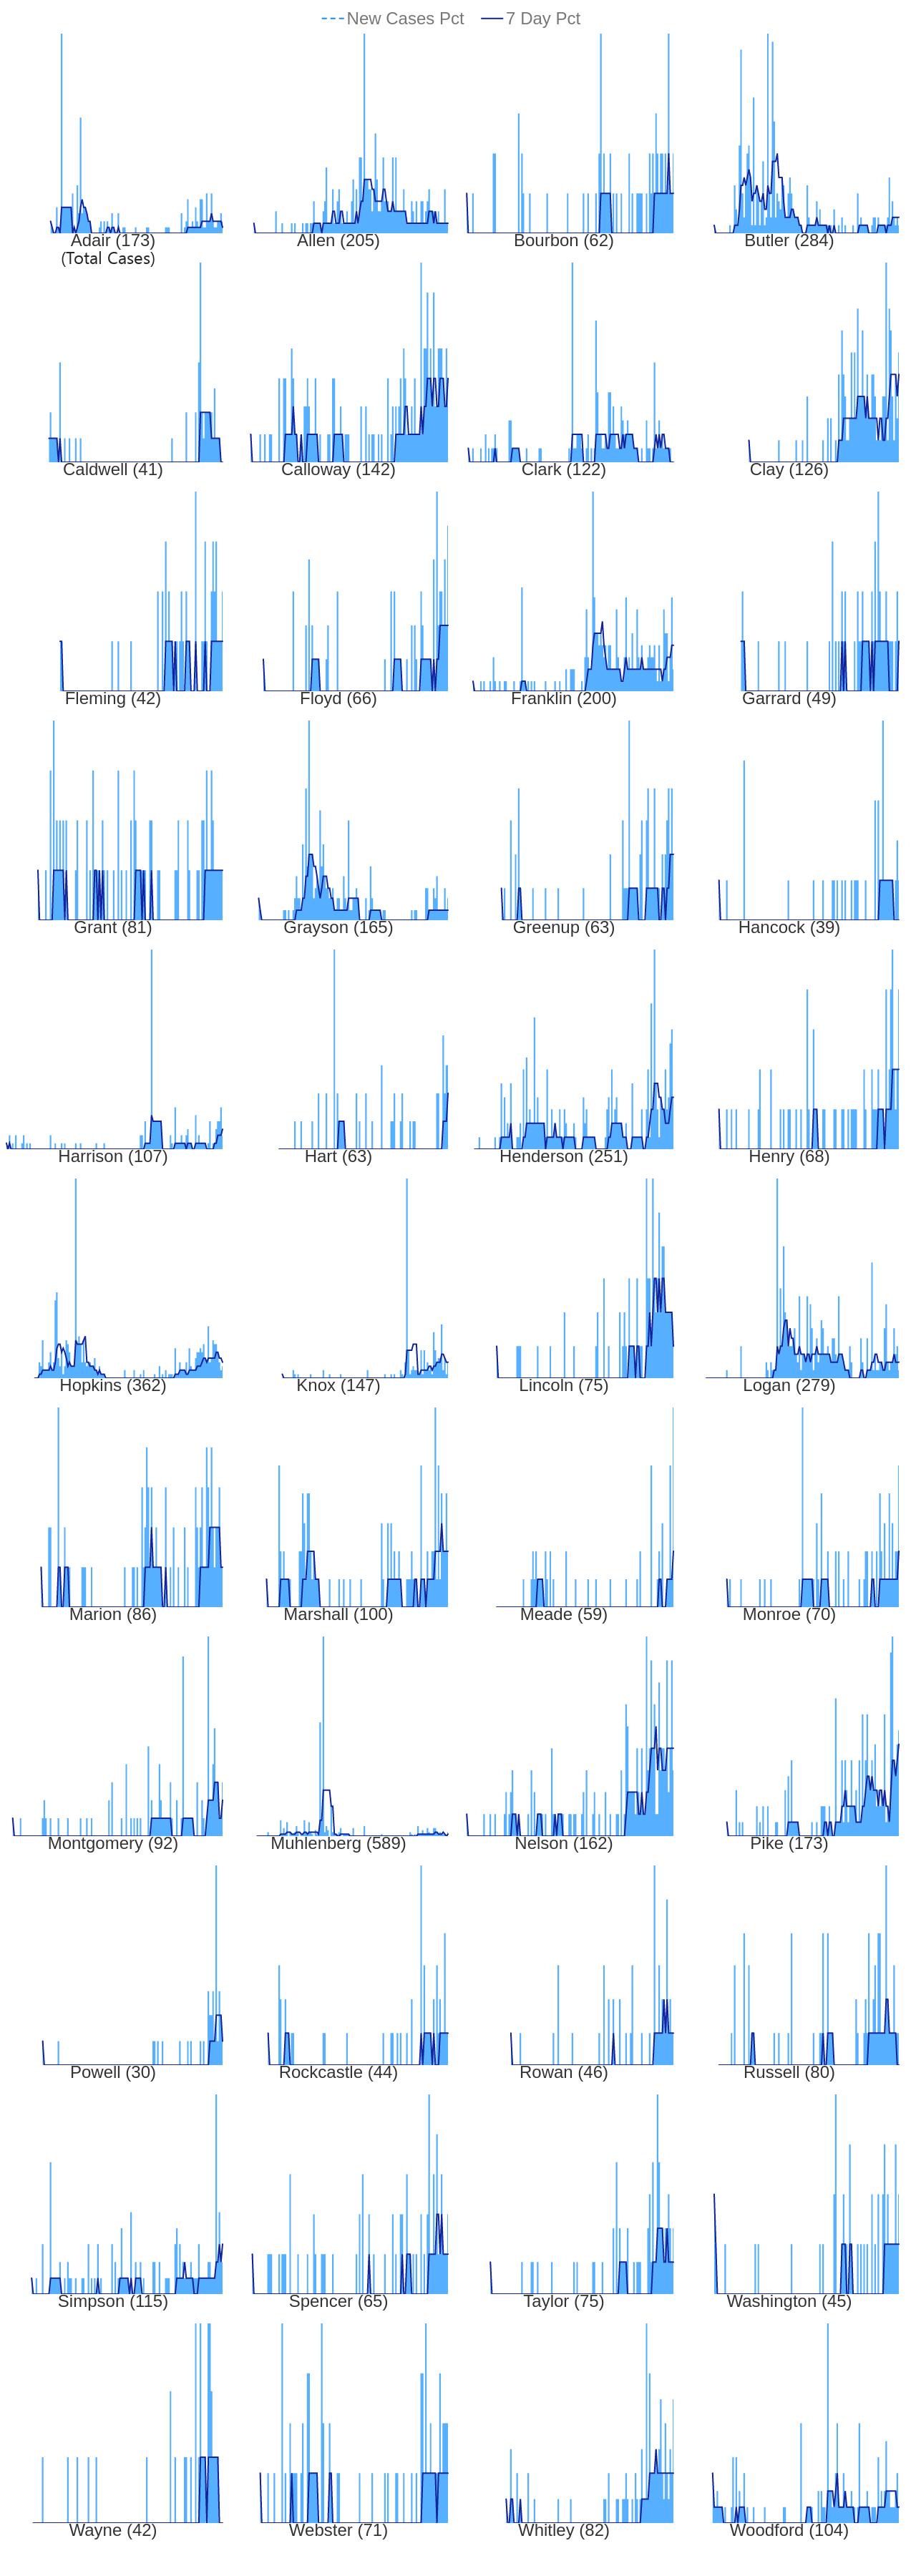 New Cases Pct 7 Day Pct
Adair (173) Allen (205) Bourbon (62) Butler (284)
(Total Cases)
Caldwell (41) Calloway (142) Clark (122) Clay (126)
Fleming (42) Floyd (66) Franklin (200) Garrard (49)
Grant (81) Grayson (165) Greenup (63) Hancock (39)
Harrison (107) Hart (63) Henderson (251) Henry (68)
Hopkins (362) Knox (147) Lincoln (75) Logan (279)
Marion (86) Marshall (100) Meade (59) Monroe (70)
Montgomery (92) Muhlenberg (589) Nelson (162) Pike (173)
Powell (30) Rockcastle (44) Rowan (46) Russell (80)
Simpson (115) Spencer (65) Taylor (75) Washington (45)
Wayne (42) Webster (71) Whitley (82) Woodford (104)